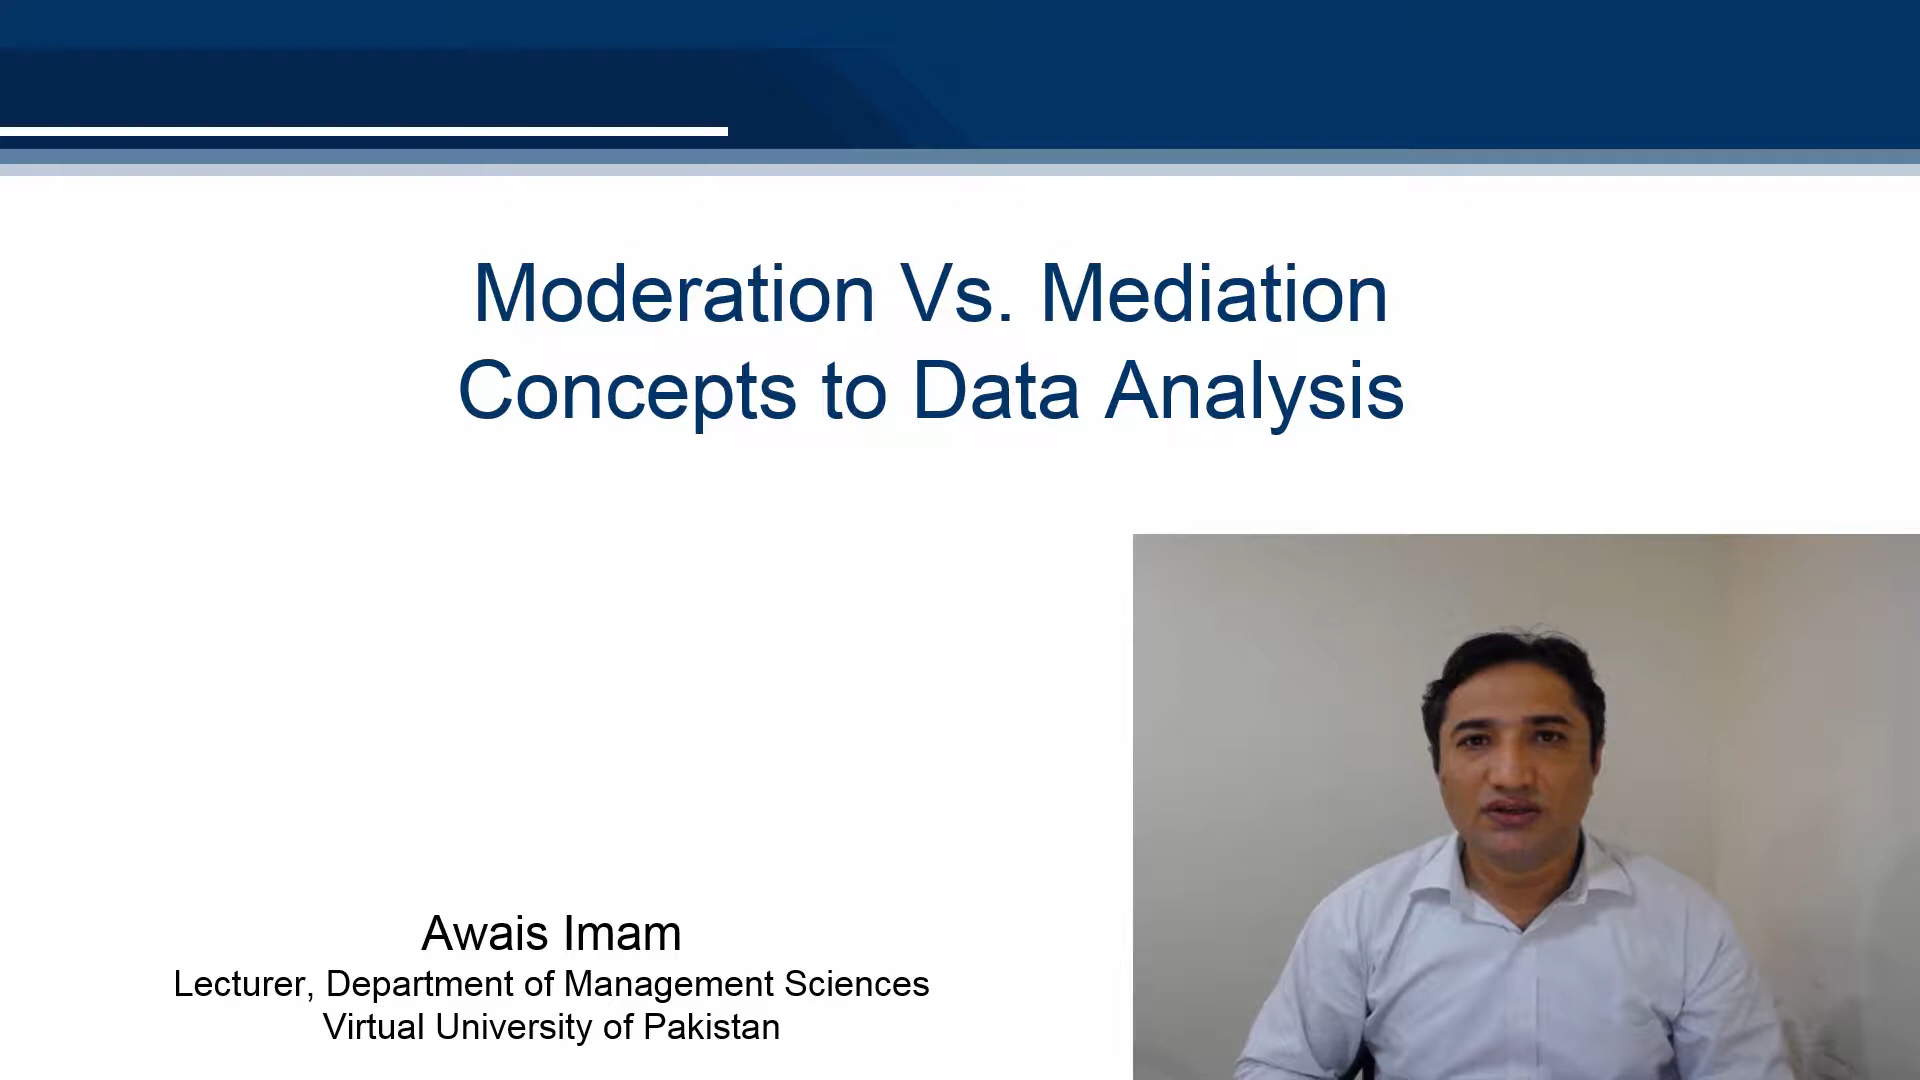 Moderation Vs. Mediation
Concepts to Data Analysis
Awais Imam
Lecturer, Department of Management Sciences
Virtual University of Pakistan